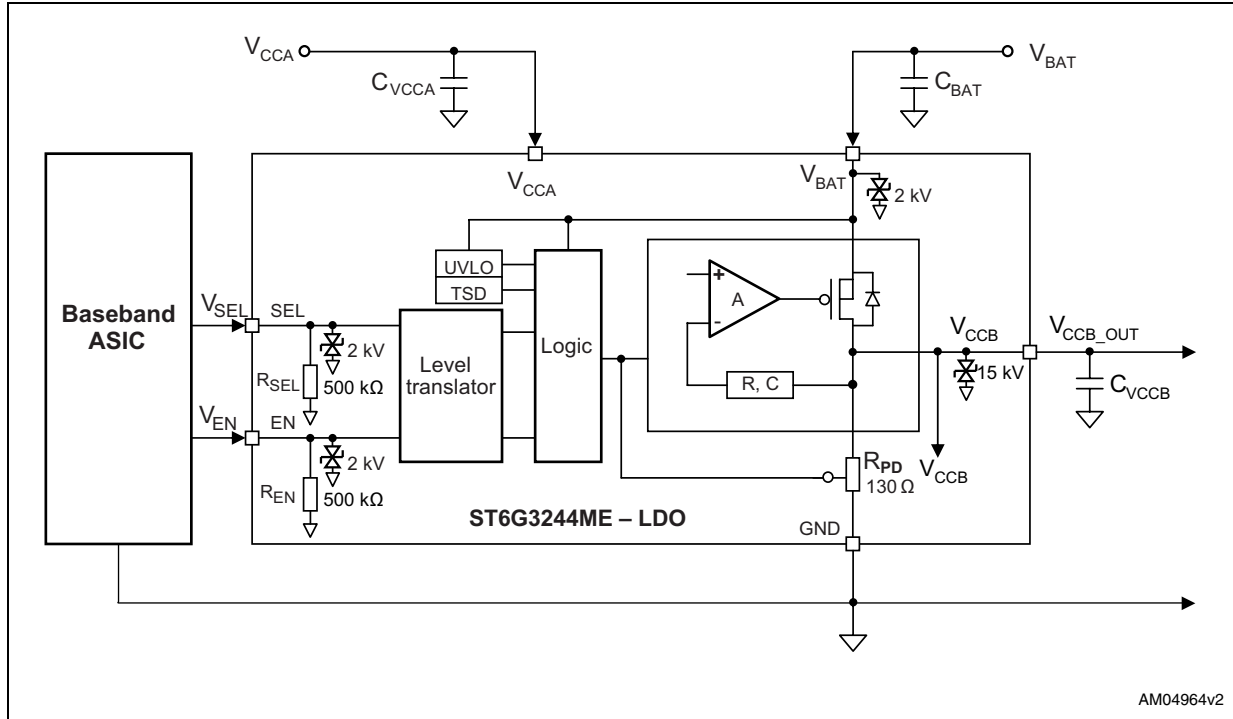 VCCA
CVCCA
VBAT
CBAT
VCCA
VBAT
2 kV
UVLO
TSD
Baseband
ASIC
VSEL
SEL
2 kV
RSEL
500 kΩ
VEN
EN
2 kV
REN
500 kΩ
Level
translator
Logic
+
A
-
R, C
VCCB
VCCB_OUT
15 kV
CVCCB
VCCB
RPD
130 Ω
ST6G3244ME – LDO
GND
AM04964v2